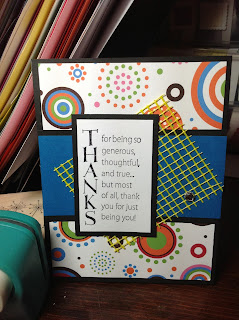 THANKS
for being so
generous,
thoughtful,
and true..
but most
of all, thank
you for just
being you!